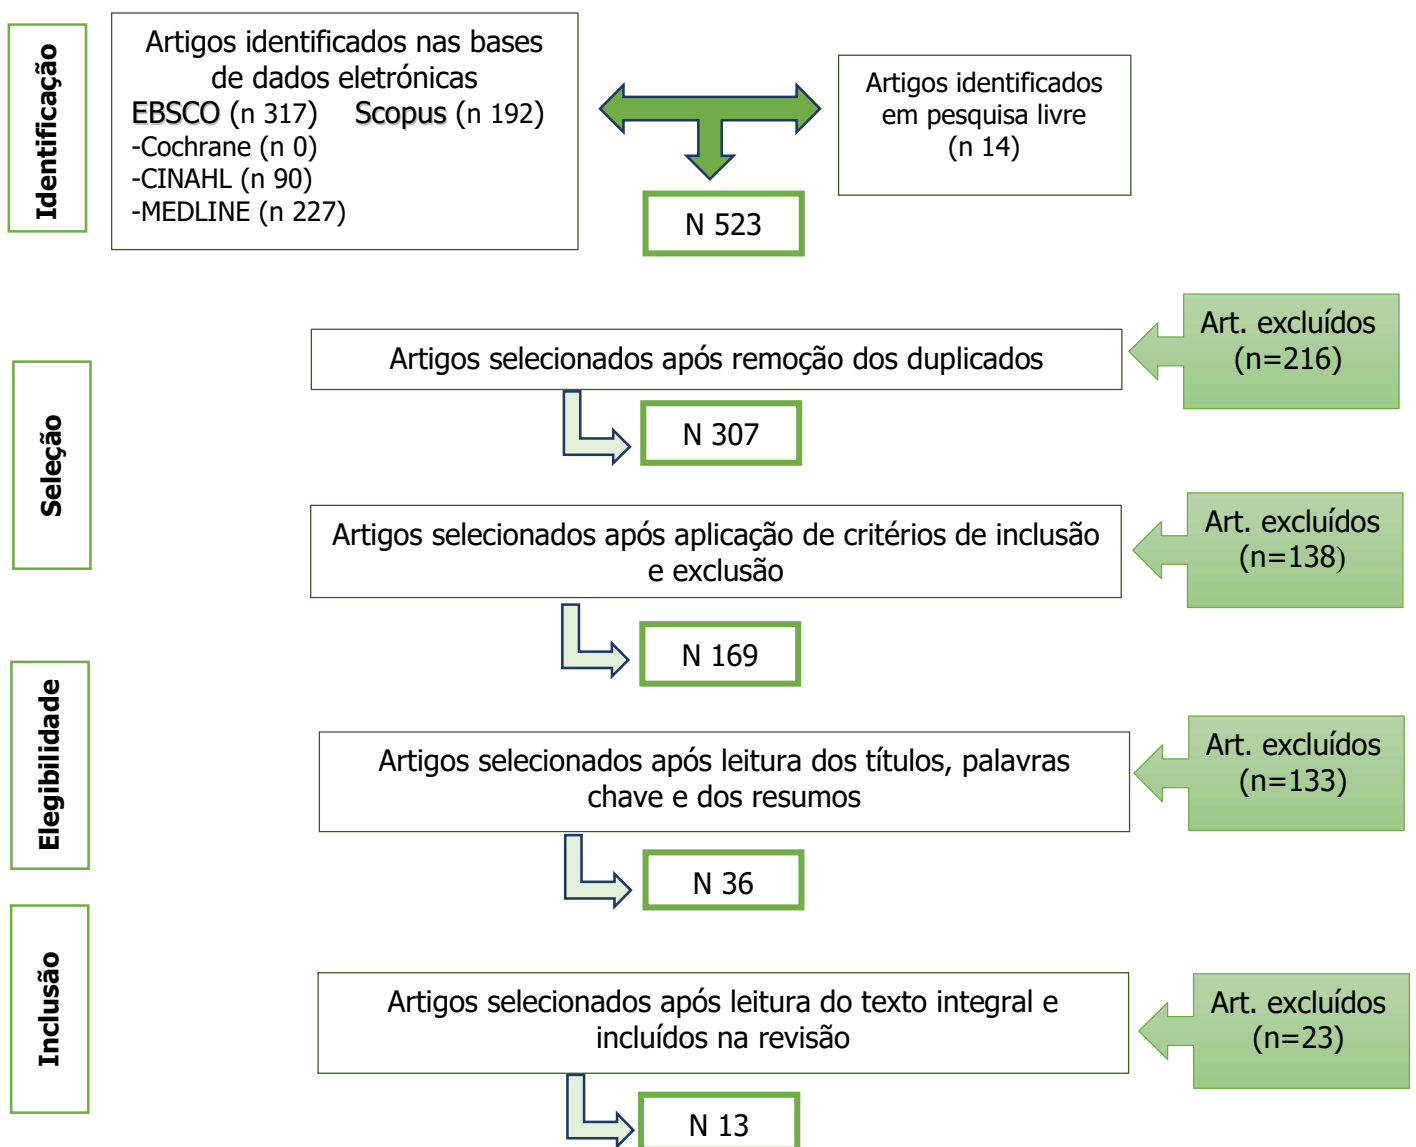 Identificação
Artigos identificados nas bases
de dados eletrónicas
EBSCO (n 317) Scopus (n 192)
-Cochrane (n 0)
-CINAHL (n 90)
-MEDLINE (n 227)
Artigos identificados
em pesquisa livre
(n 14)
N 523
Seleção
Artigos selecionados após remoção dos duplicados
Art. excluídos
(n=216)
N 307
Artigos selecionados após aplicação de critérios de inclusão
e exclusão
Art. excluídos
(n=138)
N 169
Elegibilidade
Artigos selecionados após leitura dos títulos, palavras
chave e dos resumos
Art. excluídos
(n=133)
N 36
Inclusão
Artigos selecionados após leitura do texto integral e
incluídos na revisão
Art. excluídos
(n=23)
N 13